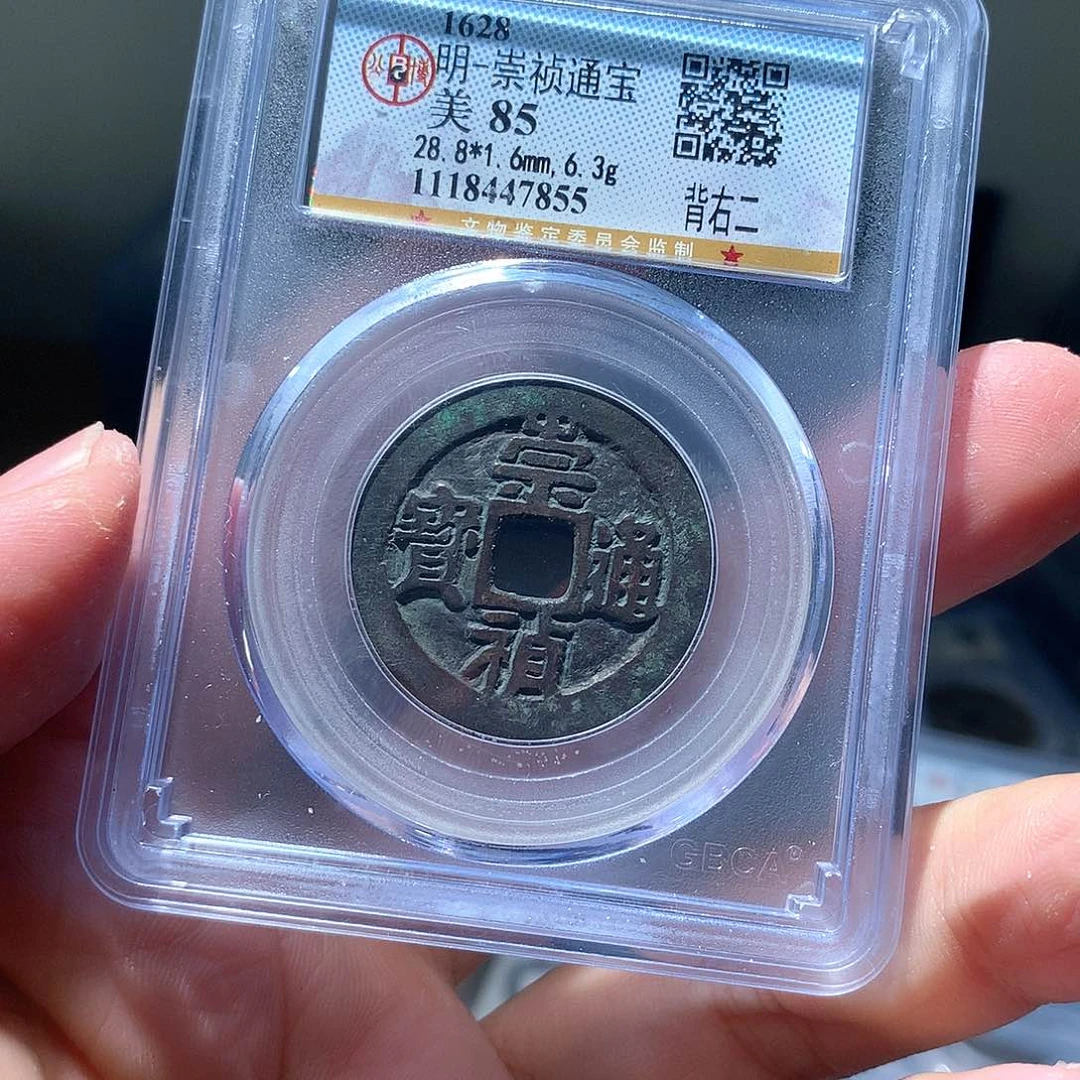 1628
明-崇祯通宝
美 85
28.8*1.6mm, 6.3g
1118447855
背右二
文物鉴定委员会监制
崇
通
祯
寶
GBCA